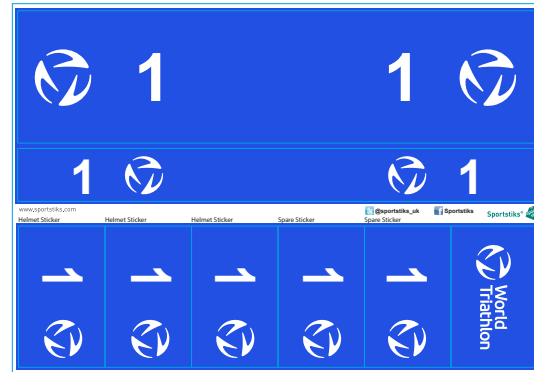 1 1
1 1
www.sportstiks.com @sportstiks_uk Sportstiks Sportstiks®
Helmet Sticker Helmet Sticker Helmet Sticker Spare Sticker Spare Sticker
1 1 1 1 1
World
Triathlon